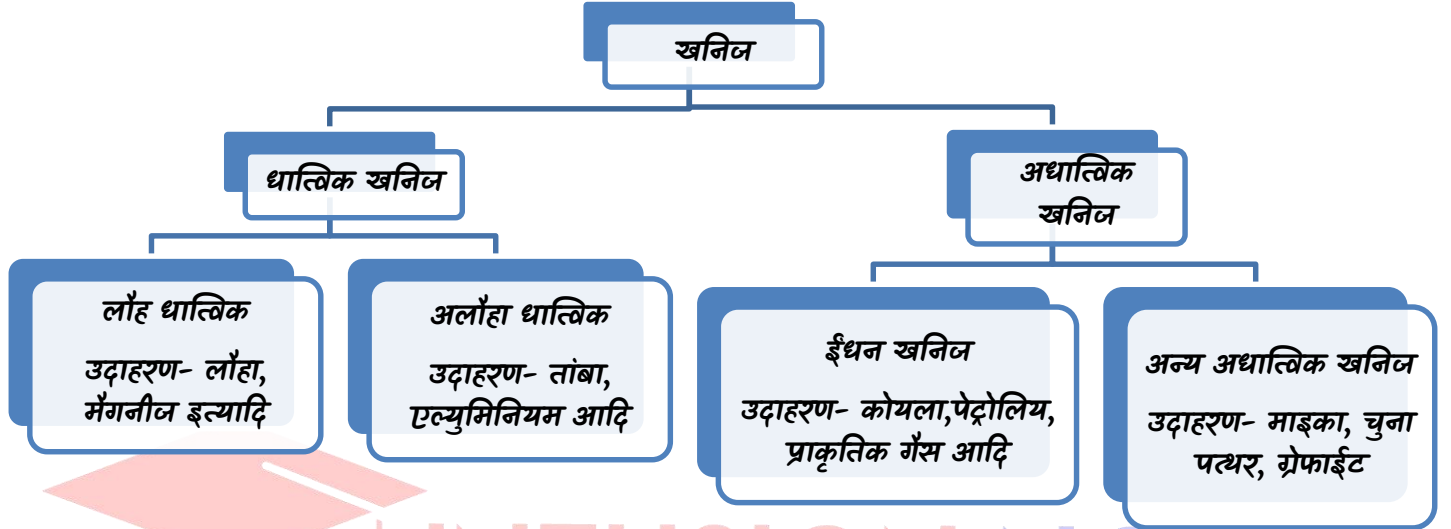 खनिज
धात्विक खनिज
अधात्विक
खनिज
लौह धात्विक
उदाहरण- लौहा,
मैगनीज इत्यादि
अलौहा धात्विक
उदाहरण- तांबा,
एल्युमिनियम आदि
ईंधन खनिज
उदाहरण- कोयला,पेट्रोलिय,
प्राकृतिक गैस आदि
अन्य अधात्विक खनिज
उदाहरण- माइका, चुना
पत्थर, ग्रेफाईट